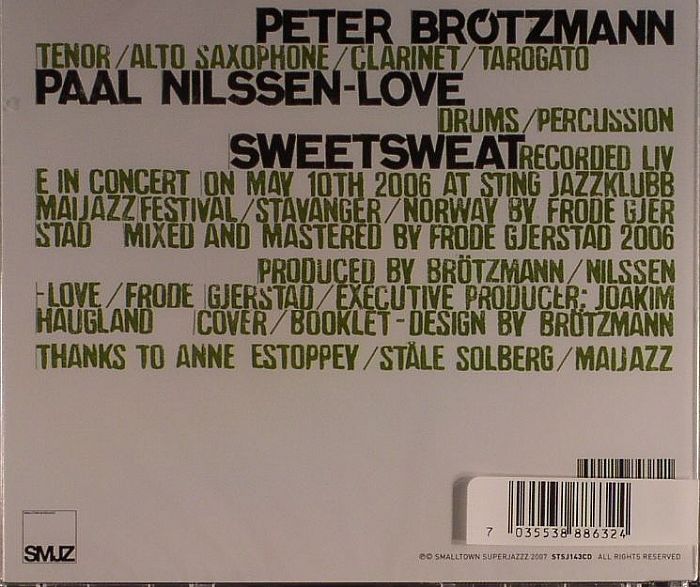 PETER BRÖTZMANN
TENOR/ALTO SAXOPHONE/CLARINET/TAROGATO
PAAL NILSSEN-LOVE
DRUMS/PERCUSSION
SWEETSWEAT RECORDED LIV
E IN CONCERT ON MAY 10TH 2006 AT STING JAZZKLUBB
MAIJAZZ FESTIVAL/STAVANGER/NORWAY BY FRODE GJER
STAD MIXED AND MASTERED BY FRODE GJERSTAD 2006
PRODUCED BY BRÖTZMANN/NILSSEN
-LOVE/FRODE GJERSTAD/EXECUTIVE PRODUCER: JOAKIM
HAUGLAND COVER/BOOKLET-DESIGN BY BRÖTZMANN
THANKS TO ANNE ESTOPPEY/STÅLE SOLBERG/MAIJAZZ
7 035538 886324
SMJZ
℗© SMALLTOWN SUPERJAZZZ 2007 STSJ143CD ALL RIGHTS RESERVED